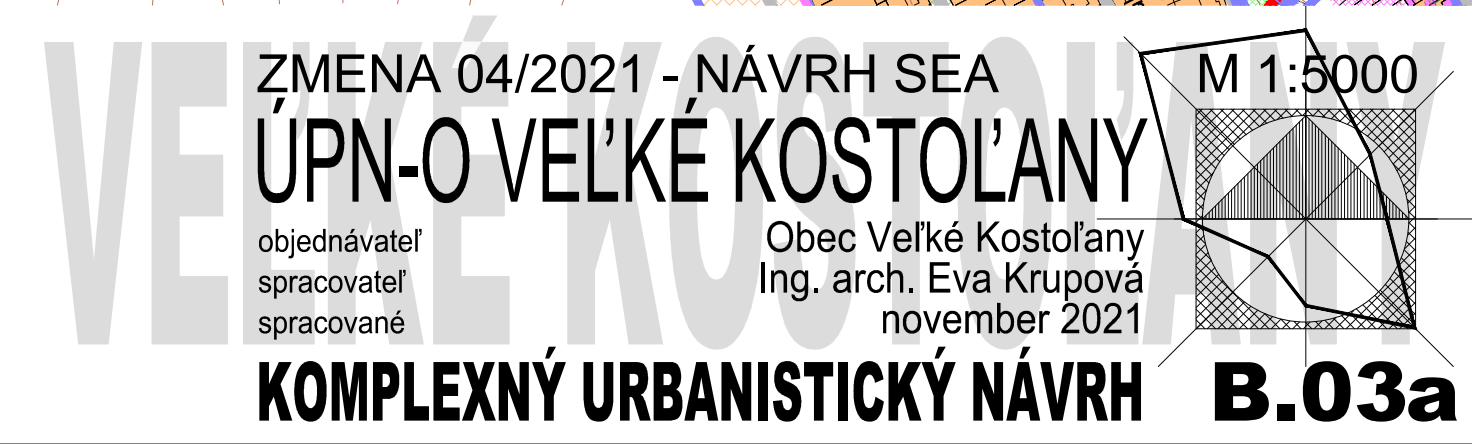 VEĽKÉ KOSTOĽANY
ZMENA 04/2021 - NÁVRH SEA M 1:5000
ÚPN-O VEĽKÉ KOSTOĽANY
objednávateľ Obec Veľké Kostoľany
spracovateľ Ing. arch. Eva Krupová
spracované november 2021
KOMPLEXNÝ URBANISTICKÝ NÁVRH B.03a